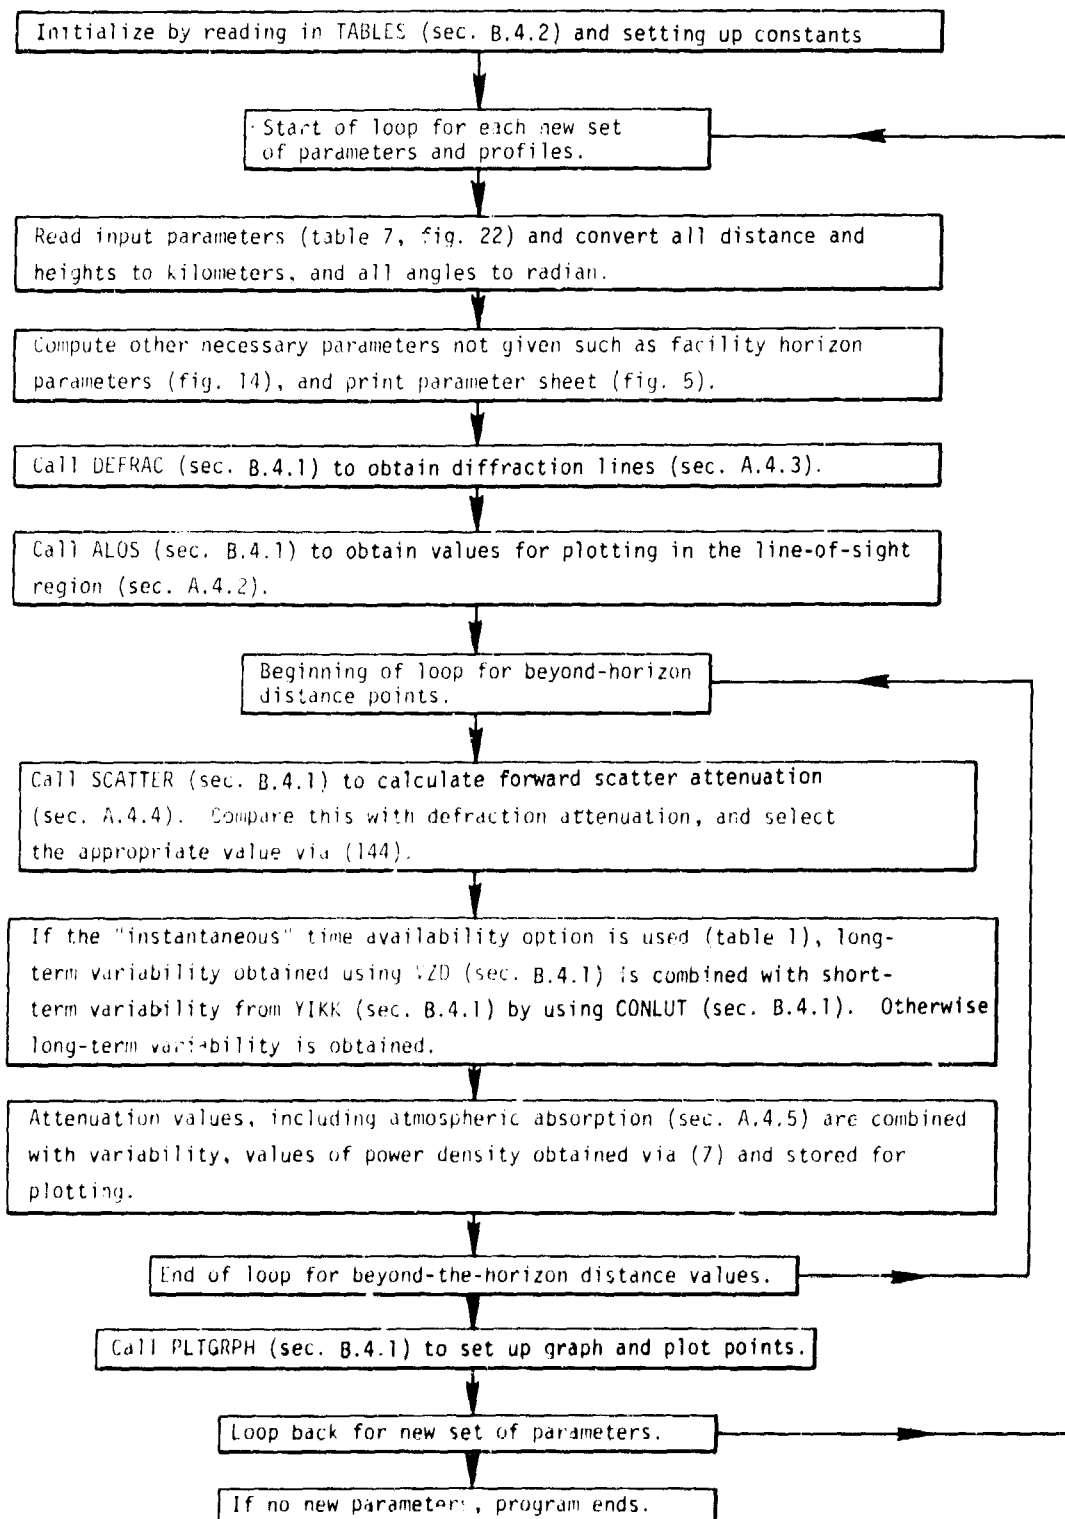 Initialize by reading in TABLES (sec. B.4.2) and setting up constants
Start of loop for each new set
of parameters and profiles.
Read input parameters (table 7, fig. 22) and convert all distance and
heights to kilometers, and all angles to radian.
Compute other necessary parameters not given such as facility horizon
parameters (fig. 14), and print parameter sheet (fig. 5).
Call DEFRAC (sec. B.4.1) to obtain diffraction lines (sec. A.4.3).
Call ALOS (sec. B.4.1) to obtain values for plotting in the line-of-sight
region (sec. A.4.2).
Beginning of loop for beyond-horizon
distance points.
Call SCATTER (sec. B.4.1) to calculate forward scatter attenuation
(sec. A.4.4). Compare this with defraction attenuation, and select
the appropriate value via (144).
If the "instantaneous" time availability option is used (table 1), long-
term variability obtained using VZD (sec. B.4.1) is combined with short-
term variability from YIKK (sec. B.4.1) by using CONLUT (sec. B.4.1). Otherwise
long-term variability is obtained.
Attenuation values, including atmospheric absorption (sec. A.4.5) are combined
with variability, values of power density obtained via (7) and stored for
plotting.
End of loop for beyond-the-horizon distance values.
Call PLTGRPH (sec. B.4.1) to set up graph and plot points.
Loop back for new set of parameters.
If no new parameters, program ends.